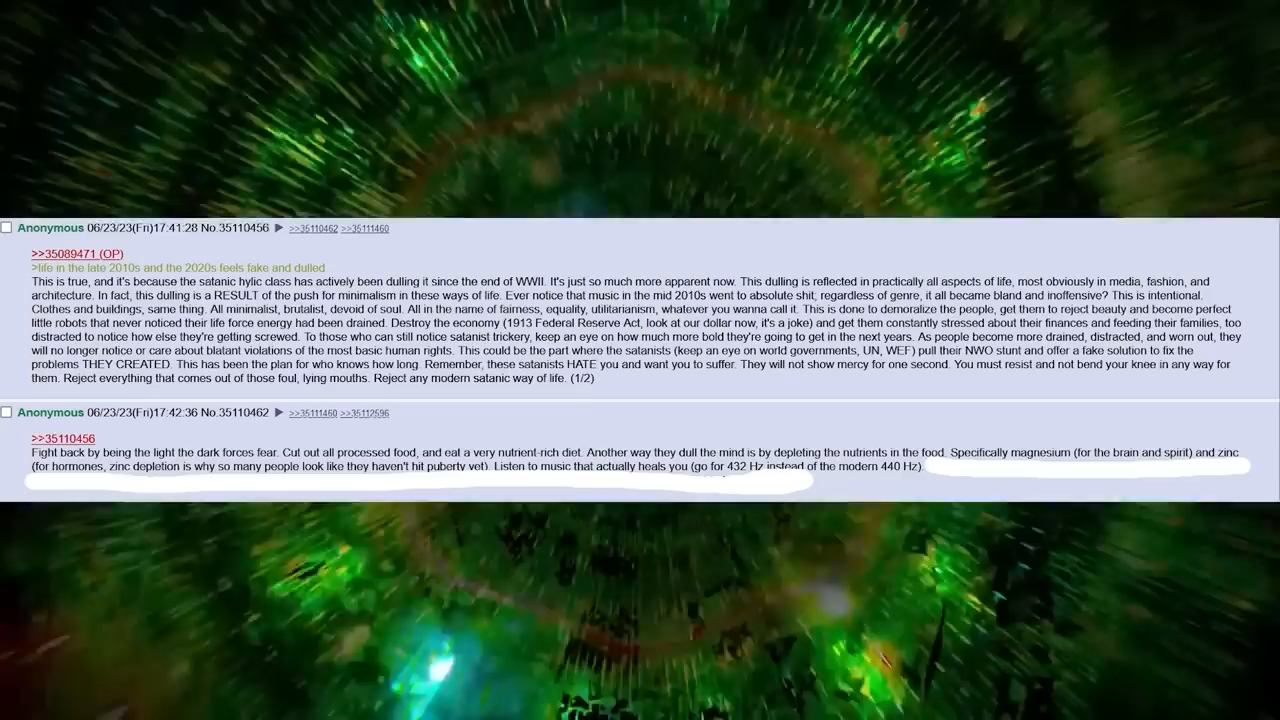 Anonymous 06/23/23(Fri)17:41:28 No.35110456 ▶ >>35110462 >>35111460
>>35089471 (OP)
>life in the late 2010s and the 2020s feels fake and dulled
This is true, and it's because the satanic hylic class has actively been dulling it since the end of WWII. It's just so much more apparent now. This dulling is reflected in practically all aspects of life, most obviously in media, fashion, and
architecture. In fact, this dulling is a RESULT of the push for minimalism in these ways of life. Ever notice that music in the mid 2010s went to absolute shit, regardless of genre, it all became bland and inoffensive? This is intentional.
Clothes and buildings, same thing. All minimalist, brutalist, devoid of soul. All in the name of fairness, equality, utilitarianism, whatever you wanna call it. This is done to demoralize the people, get them to reject beauty and become perfect
little robots that never noticed their life force energy had been drained. Destroy the economy (1913 Federal Reserve Act, look at our dollar now, it's a joke) and get them constantly stressed about their finances and feeding their families, too
distracted to notice how else they're getting screwed. To those who can still notice satanist trickery, keep an eye on how much more bold they're going to get in the next years. As people become more drained, distracted, and worn out, they
will no longer notice or care about blatant violations of the most basic human rights. This could be the part where the satanists (keep an eye on world governments, UN, WEF) pull their NWO stunt and offer a fake solution to fix the
problems THEY CREATED. This has been the plan for who knows how long. Remember, these satanists HATE you and want you to suffer. They will not show mercy for one second. You must resist and not bend your knee in any way for
them. Reject everything that comes out of those foul, lying mouths. Reject any modern satanic way of life. (1/2)
Anonymous 06/23/23(Fri)17:42:36 No.35110462 ▶ >>35111460 >>35112596
>>35110456
Fight back by being the light the dark forces fear. Cut out all processed food, and eat a very nutrient-rich diet. Another way they dull the mind is by depleting the nutrients in the food. Specifically magnesium (for the brain and spirit) and zinc
(for hormones, zinc depletion is why so many people look like they haven't hit puberty yet). Listen to music that actually heals you (go for 432 Hz instead of the modern 440 Hz).